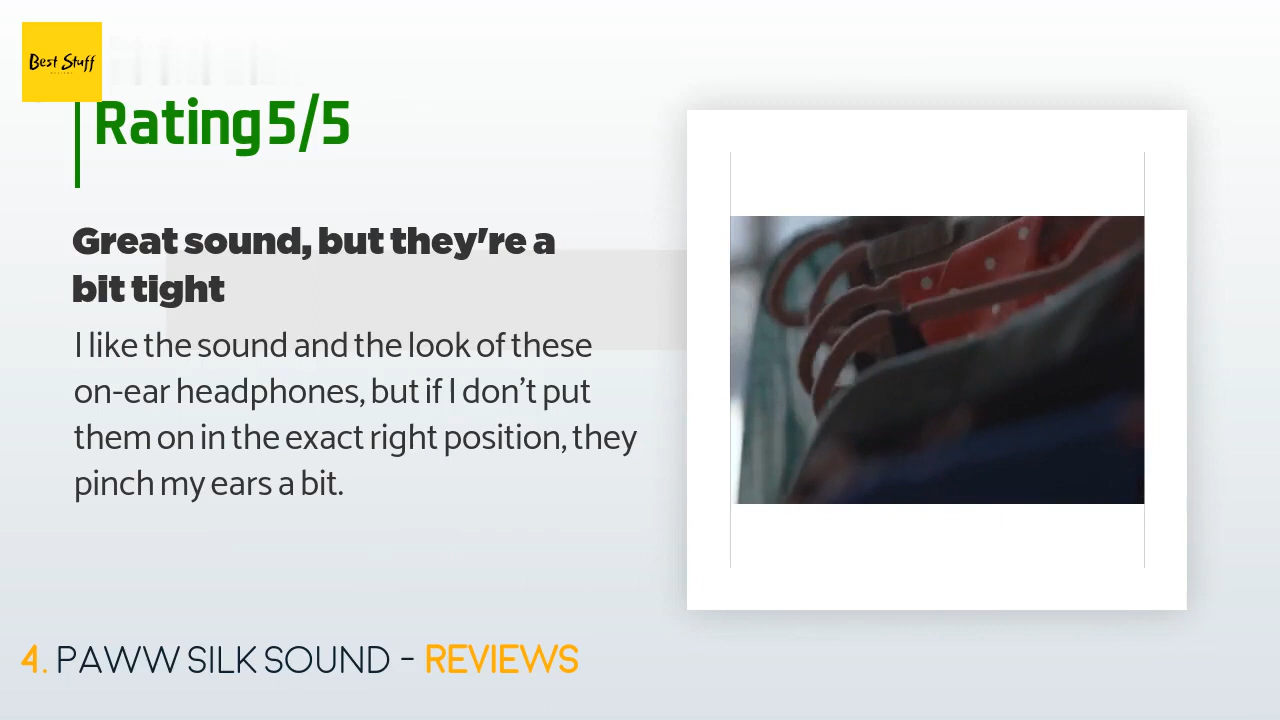 Best Stuff
Rating 5/5
Great sound, but they're a
bit tight
I like the sound and the look of these
on-ear headphones, but if I don't put
them on in the exact right position, they
pinch my ears a bit.
4. PAWW SILK SOUND - REVIEWS